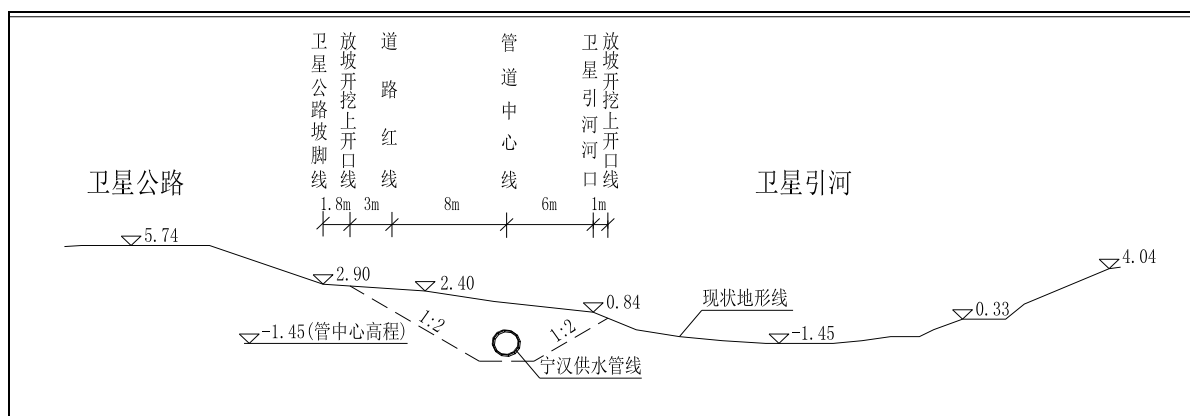 卫星公路坡脚线
放坡开挖上开口线
道路红线
管道中心线
卫星引河河口
放坡开挖上开口线
卫星公路
卫星引河
1.8m
3m
8m
6m
1m
5.74
4.04
2.90
2.40
0.84
现状地形线
0.33
1:2
1:2
-1.45(管中心高程)
-1.45
宁汉供水管线